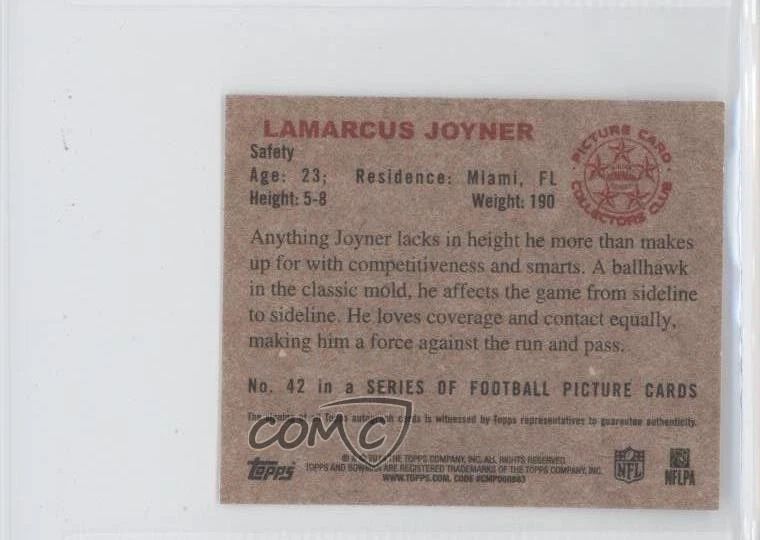 LAMARCUS JOYNER
Safety
Age: 23; Residence: Miami, FL
Height: 5-8 Weight: 190
PICTURE CARD
COLLECTORS CLUB
Anything Joyner lacks in height he more than makes
up for with competitiveness and smarts. A ballhawk
in the classic mold, he affects the game from sideline
to sideline. He loves coverage and contact equally,
making him a force against the run and pass.
No. 42 in a SERIES OF FOOTBALL PICTURE CARDS
The signing of all Topps autograph cards is witnessed by Topps representatives to guarantee authenticity.
COMC
Topps
THE TOPPS COMPANY, INC. ALL RIGHTS RESERVED.
TOPPS AND BOWMAN ARE REGISTERED TRADEMARKS OF THE TOPPS COMPANY, INC.
WWW.TOPPS.COM. CODE
NFL
NFLPA